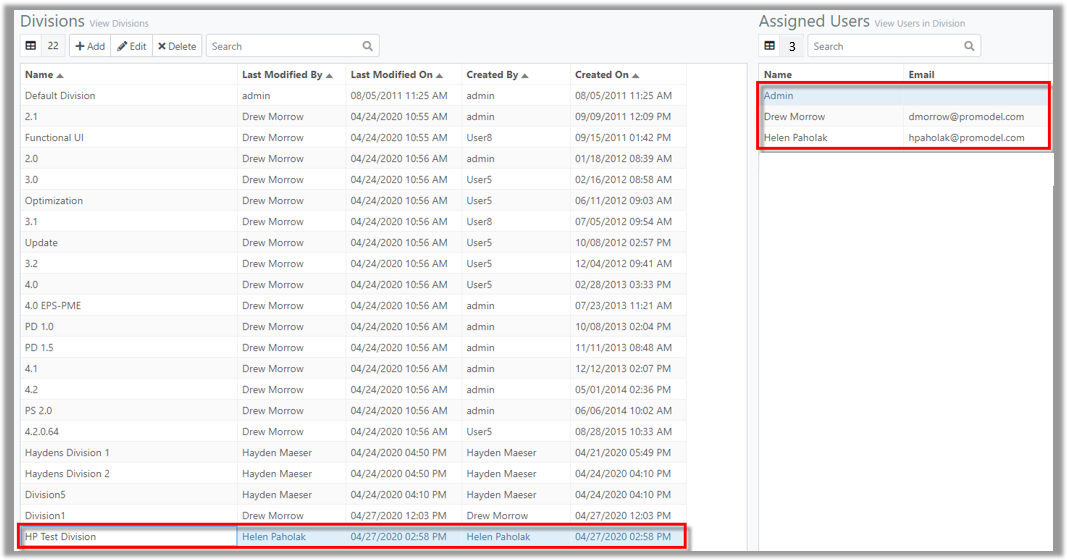 Divisions View Divisions
22 Add Edit Delete Search
Name Last Modified By Last Modified On Created By Created On
Default Division admin 08/05/2011 11:25 AM admin 08/05/2011 11:25 AM
2.1 Drew Morrow 04/24/2020 10:55 AM admin 09/09/2011 12:09 PM
Functional UI Drew Morrow 04/24/2020 10:55 AM User8 09/15/2011 01:42 PM
2.0 Drew Morrow 04/24/2020 10:56 AM admin 01/18/2012 08:39 AM
3.0 Drew Morrow 04/24/2020 10:56 AM User5 02/16/2012 08:58 AM
Optimization Drew Morrow 04/24/2020 10:56 AM User5 06/11/2012 09:03 AM
3.1 Drew Morrow 04/24/2020 10:56 AM User8 07/05/2012 09:54 AM
Update Drew Morrow 04/24/2020 10:56 AM User5 10/08/2012 02:57 PM
3.2 Drew Morrow 04/24/2020 10:56 AM User5 12/04/2012 09:41 AM
4.0 Drew Morrow 04/24/2020 10:56 AM User5 02/28/2013 03:33 PM
4.0 EPS-PME Drew Morrow 04/24/2020 10:56 AM admin 07/23/2013 11:21 AM
PD 1.0 Drew Morrow 04/24/2020 10:56 AM admin 10/08/2013 02:04 PM
PD 1.5 Drew Morrow 04/24/2020 10:56 AM admin 11/11/2013 08:48 AM
4.1 Drew Morrow 04/24/2020 10:56 AM admin 12/12/2013 02:07 PM
4.2 Drew Morrow 04/24/2020 10:56 AM admin 05/01/2014 02:36 PM
PS 2.0 Drew Morrow 04/24/2020 10:56 AM admin 06/06/2014 10:02 AM
4.2.0.64 Drew Morrow 04/24/2020 10:56 AM User5 08/28/2015 10:33 AM
Haydens Division 1 Hayden Maeser 04/24/2020 04:50 PM Hayden Maeser 04/21/2020 05:49 PM
Haydens Division 2 Hayden Maeser 04/24/2020 04:50 PM Hayden Maeser 04/24/2020 04:10 PM
Division5 Hayden Maeser 04/24/2020 04:10 PM Hayden Maeser 04/24/2020 04:10 PM
Division1 Drew Morrow 04/27/2020 12:03 PM Drew Morrow 04/27/2020 12:03 PM
HP Test Division Helen Paholak 04/27/2020 02:58 PM Helen Paholak 04/27/2020 02:58 PM
Assigned Users View Users in Division
3 Search
Name Email
Admin
Drew Morrow dmorrow@promodel.com
Helen Paholak hpaholak@promodel.com